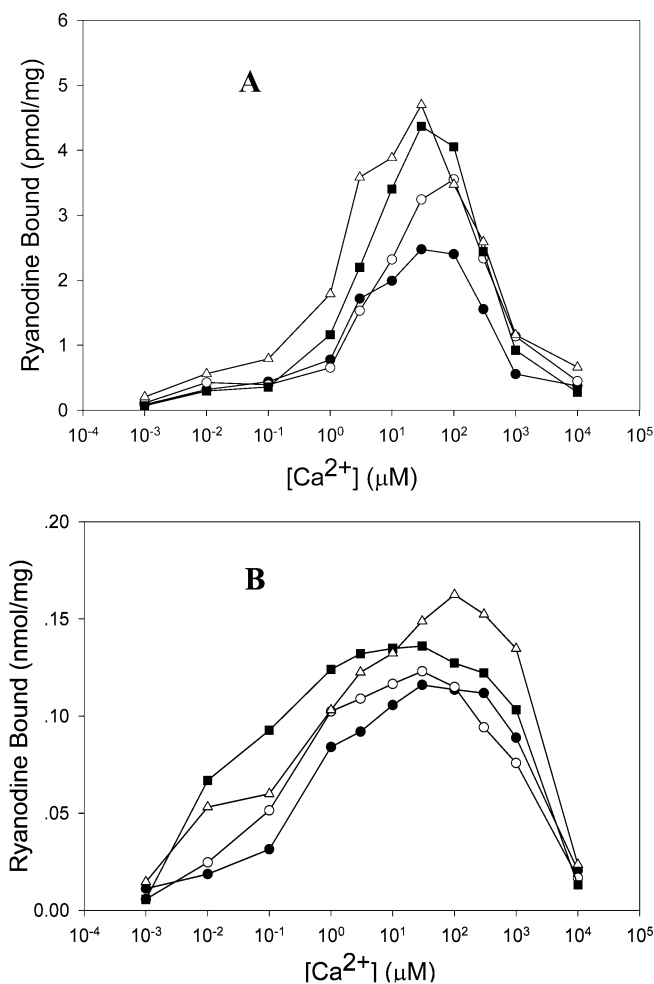 6
A
5
4
3
2
1
0
Ryanodine Bound (pmol/mg)
10-4 10-3 10-2 10-1 100 101 102 103 104 105
[Ca2+] (μM)
.20
B
.15
.10
.05
0.00
Ryanodine Bound (nmol/mg)
10-4 10-3 10-2 10-1 100 101 102 103 104 105
[Ca2+] (μM)